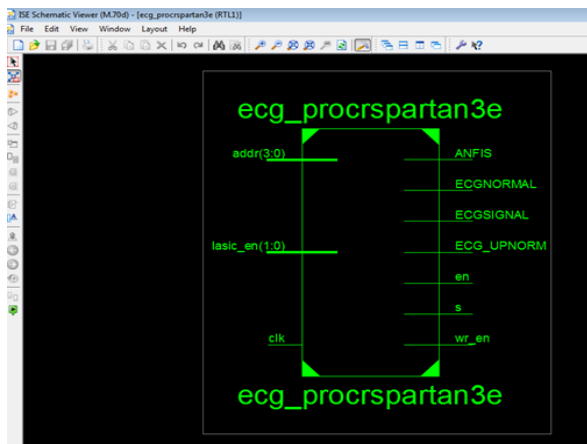 ISE Schematic Viewer (M.70d) - [ecg_procrspartan3e (RTL1)]
File Edit View Window Layout Help
ecg_procrspartan3e
addr(3:0)
lasic_en(1:0)
clk
ANFIS
ECGNORMAL
ECGSIGNAL
ECG_UPNORM
en
s
wr_en
ecg_procrspartan3e